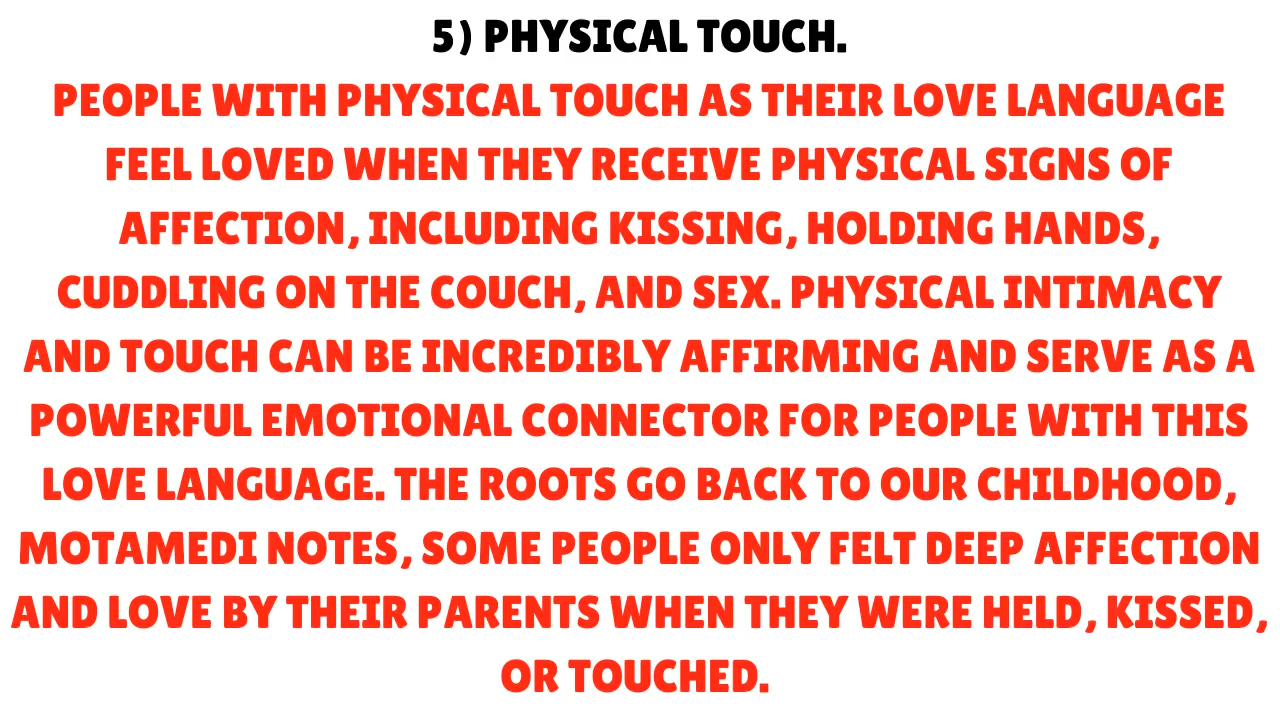 5) PHYSICAL TOUCH.
PEOPLE WITH PHYSICAL TOUCH AS THEIR LOVE LANGUAGE
FEEL LOVED WHEN THEY RECEIVE PHYSICAL SIGNS OF
AFFECTION, INCLUDING KISSING, HOLDING HANDS,
CUDDLING ON THE COUCH, AND SEX. PHYSICAL INTIMACY
AND TOUCH CAN BE INCREDIBLY AFFIRMING AND SERVE AS A
POWERFUL EMOTIONAL CONNECTOR FOR PEOPLE WITH THIS
LOVE LANGUAGE. THE ROOTS GO BACK TO OUR CHILDHOOD,
MOTAMEDI NOTES, SOME PEOPLE ONLY FELT DEEP AFFECTION
AND LOVE BY THEIR PARENTS WHEN THEY WERE HELD, KISSED,
OR TOUCHED.